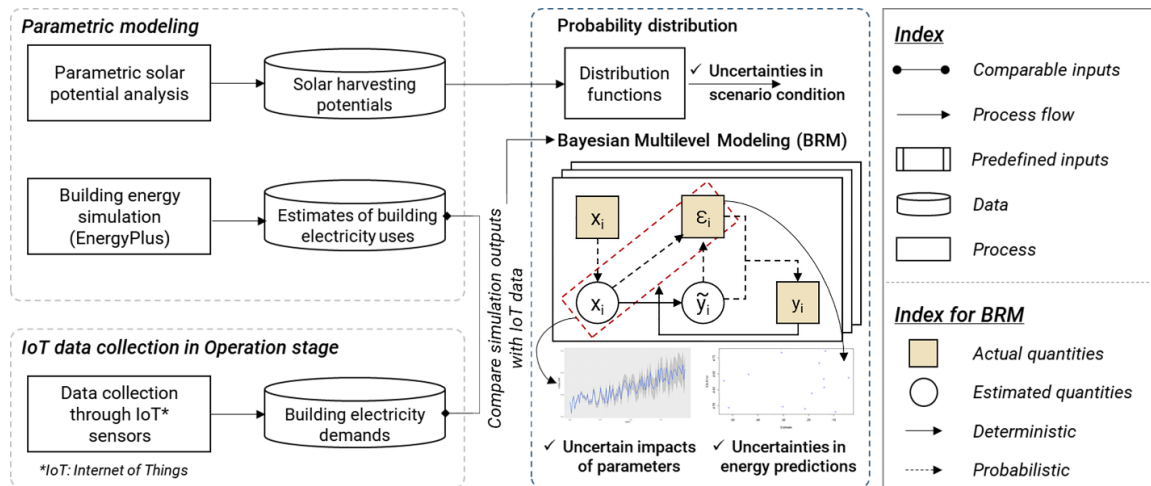 Parametric modeling
Parametric solar
potential analysis
Solar harvesting
potentials
Building energy
simulation
(EnergyPlus)
Estimates of building
electricity uses
IoT data collection in Operation stage
Data collection
through IoT*
sensors
Building electricity
demands
*IoT: Internet of Things
Compare simulation outputs
with IoT data
Probability distribution
Distribution
functions
✓ Uncertainties in
scenario condition
Bayesian Multilevel Modeling (BRM)
xᵢ
εᵢ
xᵢ
ỹᵢ
yᵢ
✓ Uncertain impacts
of parameters
✓ Uncertainties in
energy predictions
Index
Comparable inputs
Process flow
Predefined inputs
Data
Process
Index for BRM
Actual quantities
Estimated quantities
Deterministic
Probabilistic